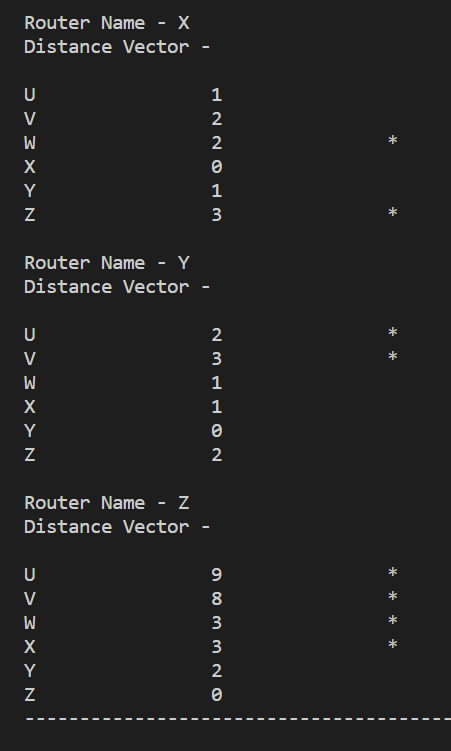 Router Name - X
Distance Vector -
U 1
V 2
W 2 *
X 0
Y 1
Z 3 *
Router Name - Y
Distance Vector -
U 2 *
V 3 *
W 1
X 1
Y 0
Z 2
Router Name - Z
Distance Vector -
U 9 *
V 8 *
W 3 *
X 3 *
Y 2
Z 0
---------------------------------------